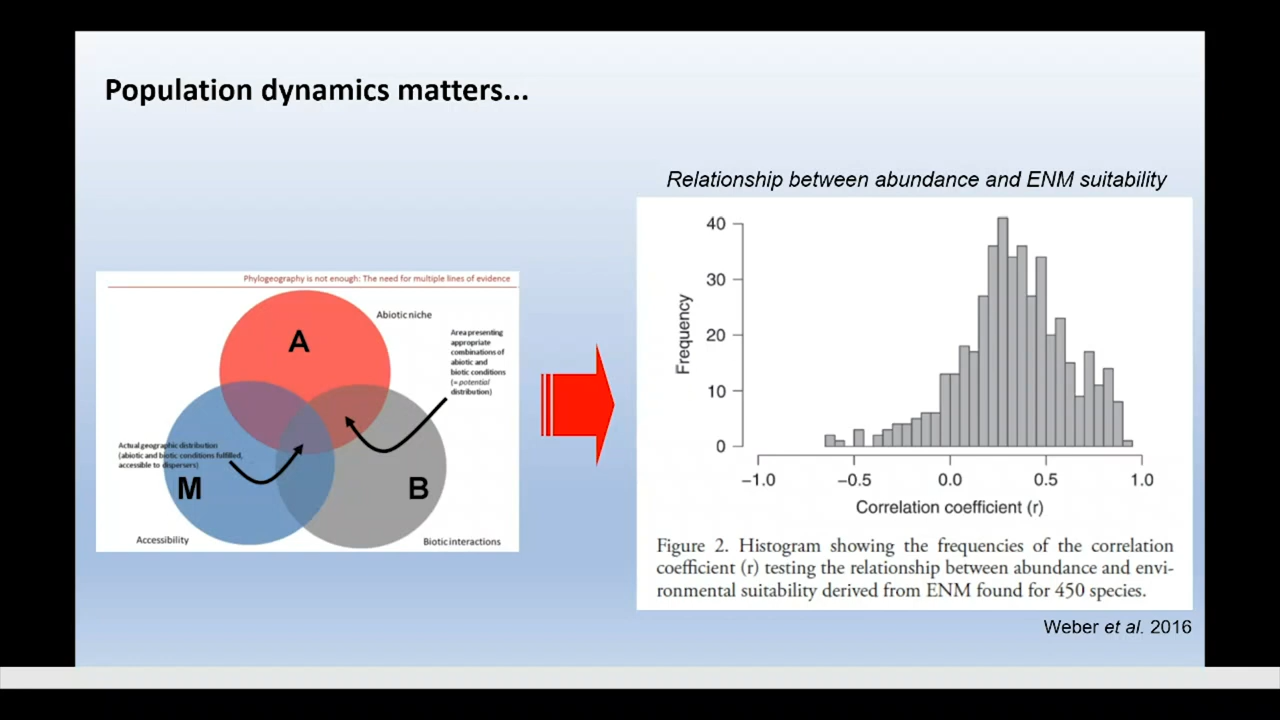 Population dynamics matters...
Phylogeography is not enough: The need for multiple lines of evidence
A
Abiotic niche
Area presenting
appropriate
combinations of
abiotic and
biotic conditions
(= potential
distribution)
Actual geographic distribution
(abiotic and biotic conditions fulfilled,
accessible to dispersers)
M
B
Accessibility
Biotic interactions
Relationship between abundance and ENM suitability
40
30
20
10
0
Frequency
−1.0
−0.5
0.0
0.5
1.0
Correlation coefficient (r)
Figure 2. Histogram showing the frequencies of the correlation
coefficient (r) testing the relationship between abundance and envi-
ronmental suitability derived from ENM found for 450 species.
Weber et al. 2016